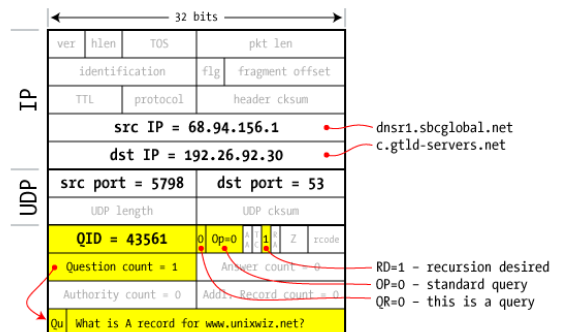 32 bits
ver hlen TOS pkt len
identification flg fragment offset
TTL protocol header cksum
IP
src IP = 68.94.156.1
dnsr1.sbcglobal.net
dst IP = 192.26.92.30
c.gtld-servers.net
src port = 5798 dst port = 53
UDP
UDP length UDP cksum
QID = 43561 0 Op=0 AA TC 1 RA Z rcode
Question count = 1 Answer count = 0
RD=1 – recursion desired
OP=0 – standard query
Authority count = 0 Addl. Record count = 0
QR=0 – this is a query
Qu What is A record for www.unixwiz.net?